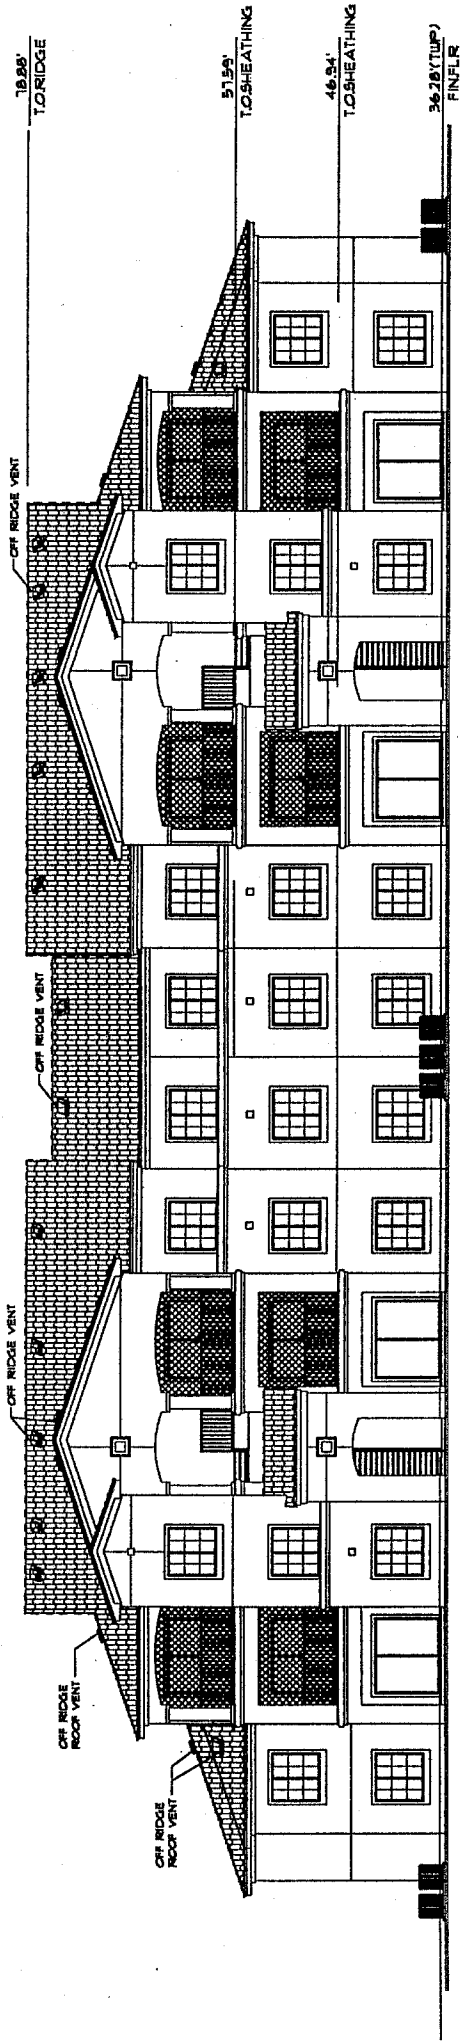 OFF RIDGE
ROOF VENT
OFF RIDGE
ROOF VENT
OFF RIDGE VENT
OFF RIDGE VENT
OFF RIDGE VENT
78.88'
T.O.RIDGE
57.59'
T.O.SHEATHING
46.94'
T.O.SHEATHING
36.28' (TYP)
FIN.FLR